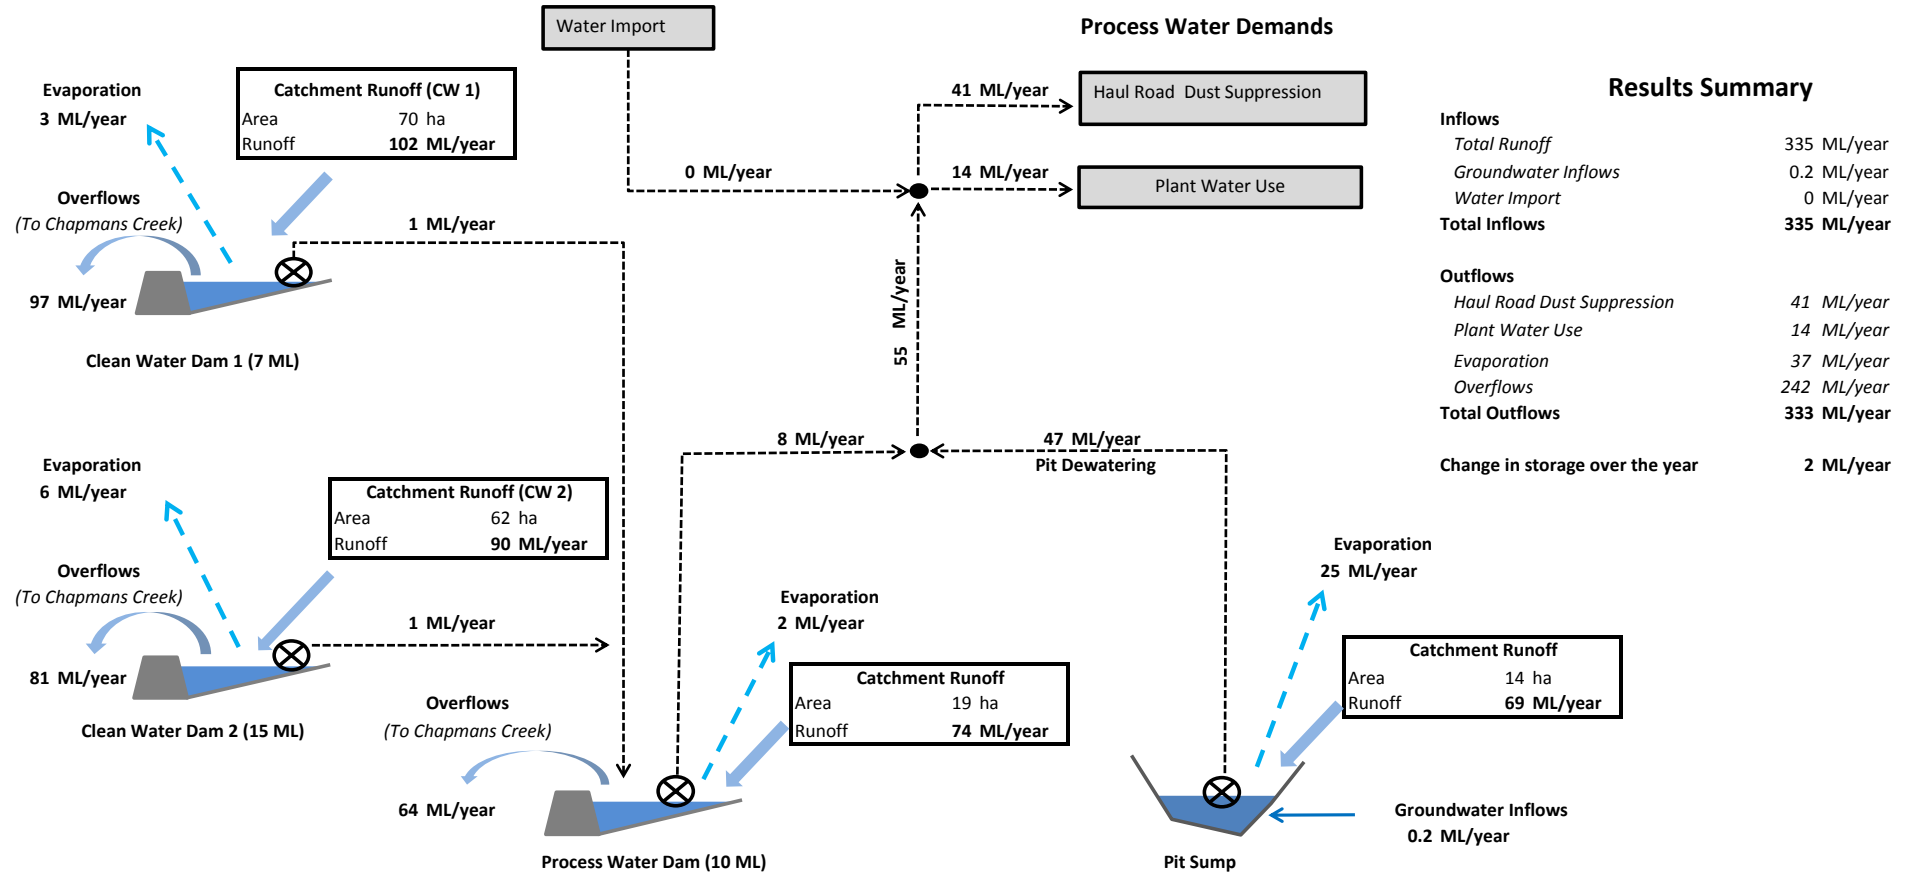 Water Import
Process Water Demands
Evaporation
3 ML/year
Catchment Runoff (CW 1)
Area 70 ha
Runoff 102 ML/year
41 ML/year
Haul Road Dust Suppression
Results Summary
Inflows
Total Runoff 335 ML/year
Groundwater Inflows 0.2 ML/year
Water Import 0 ML/year
Total Inflows 335 ML/year
0 ML/year
14 ML/year
Plant Water Use
Overflows
(To Chapmans Creek)
1 ML/year
97 ML/year
Clean Water Dam 1 (7 ML)
55 ML/year
Outflows
Haul Road Dust Suppression 41 ML/year
Plant Water Use 14 ML/year
Evaporation 37 ML/year
Overflows 242 ML/year
Total Outflows 333 ML/year
Change in storage over the year 2 ML/year
8 ML/year
47 ML/year
Pit Dewatering
Evaporation
6 ML/year
Catchment Runoff (CW 2)
Area 62 ha
Runoff 90 ML/year
Overflows
(To Chapmans Creek)
1 ML/year
81 ML/year
Clean Water Dam 2 (15 ML)
Evaporation
2 ML/year
Catchment Runoff
Area 19 ha
Runoff 74 ML/year
Overflows
(To Chapmans Creek)
64 ML/year
Process Water Dam (10 ML)
Evaporation
25 ML/year
Catchment Runoff
Area 14 ha
Runoff 69 ML/year
Groundwater Inflows
0.2 ML/year
Pit Sump